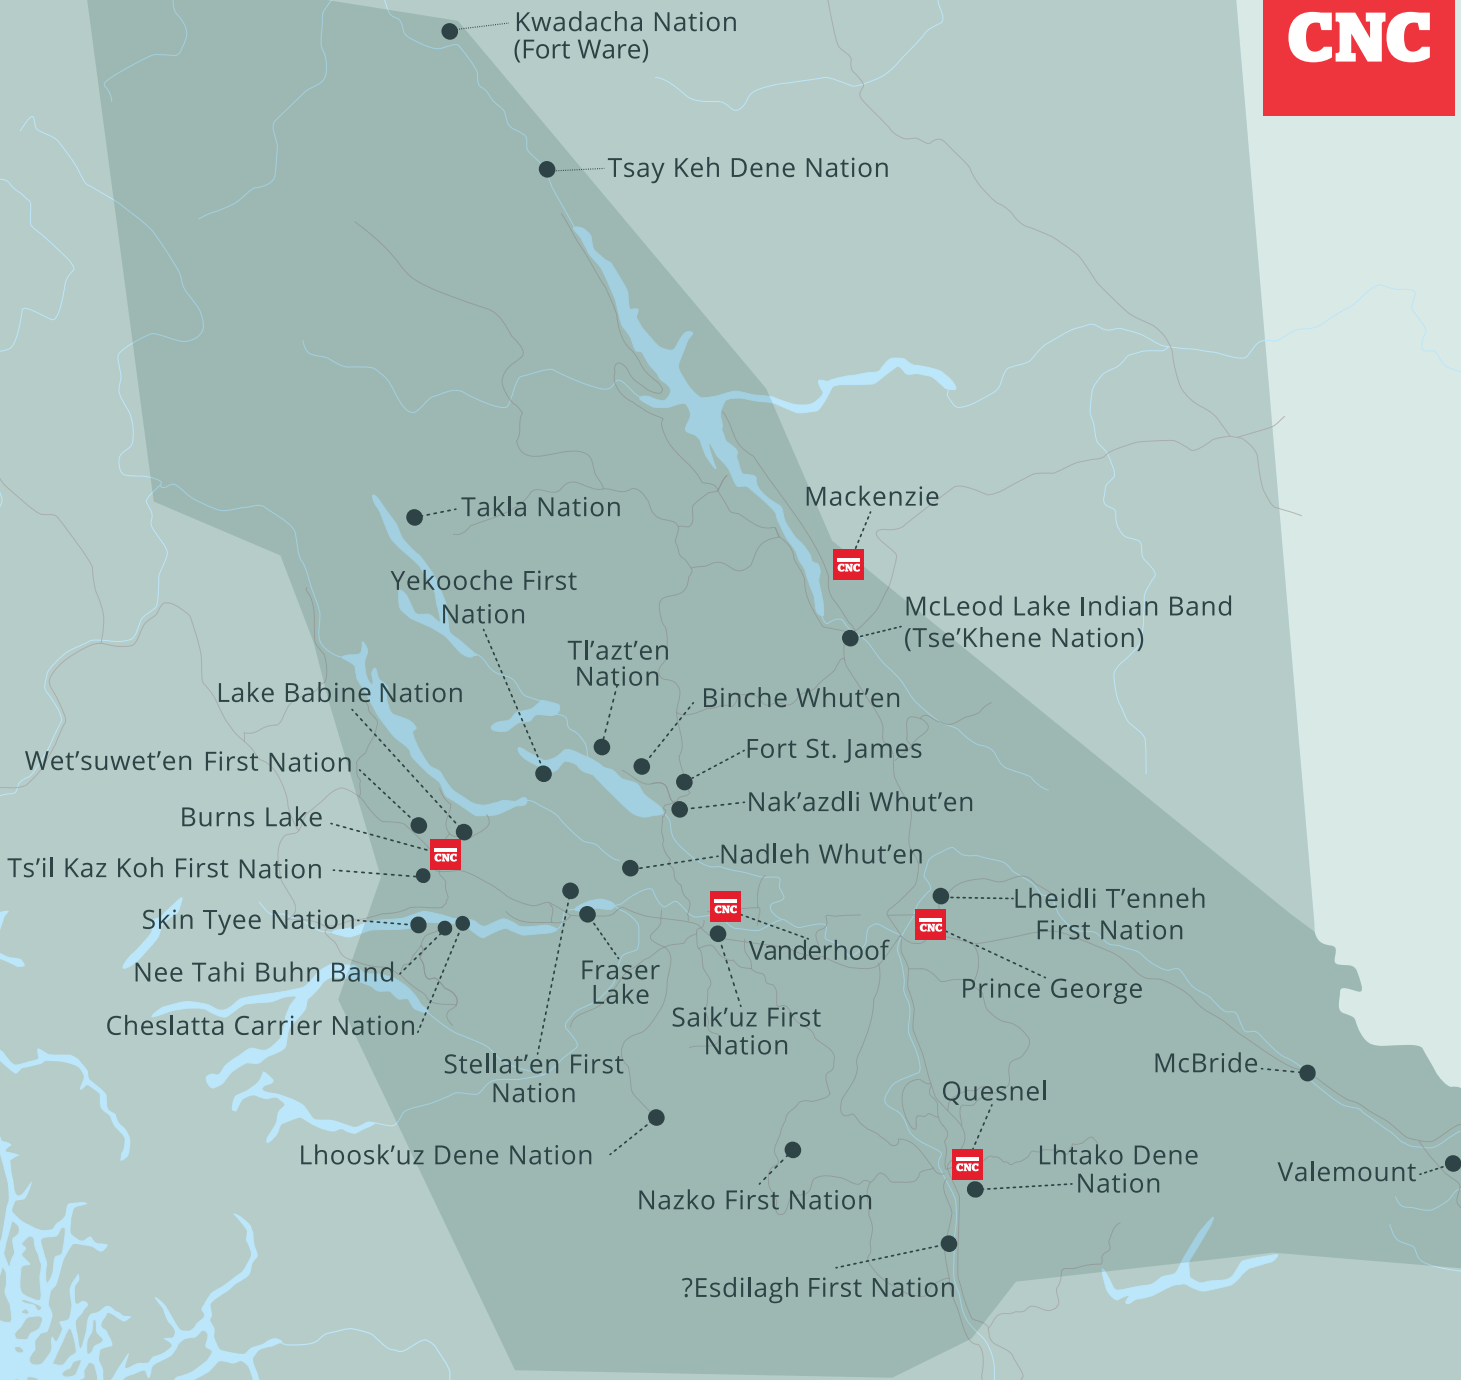 Kwadacha Nation
(Fort Ware)
CNC
Tsay Keh Dene Nation
Mackenzie
Takla Nation
CNC
Yekooche First
Nation
McLeod Lake Indian Band
(Tse’Khene Nation)
Tl’azt’en
Nation
Lake Babine Nation
Binche Whut’en
Fort St. James
Wet’suwet’en First Nation
Nak’azdli Whut’en
Burns Lake
CNC
Nadleh Whut’en
Ts’il Kaz Koh First Nation
Lheidli T’enneh
First Nation
CNC
Skin Tyee Nation
CNC
Vanderhoof
Nee Tahi Buhn Band
Fraser
Lake
Prince George
Cheslatta Carrier Nation
Saik’uz First
Nation
Stellat’en First
Nation
McBride
Quesnel
Lhoosk’uz Dene Nation
CNC
Lhtako Dene
Nation
Valemount
Nazko First Nation
?Esdilagh First Nation